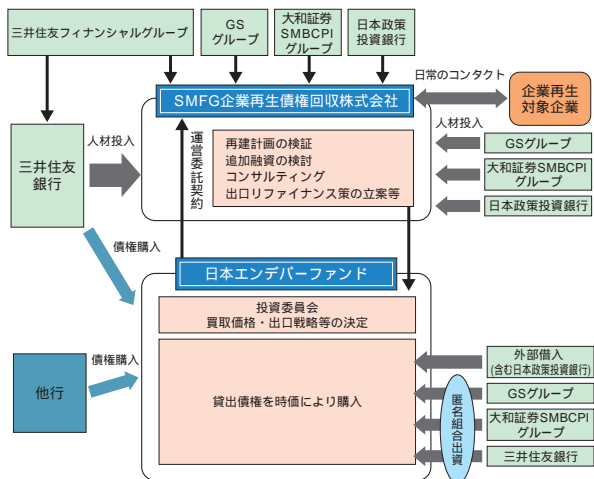 三井住友フィナンシャルグループ
GS
グループ
大和証券
SMBCPI
グループ
日本政策
投資銀行
日常のコンタクト
SMFG企業再生債権回収株式会社
企業再生
対象企業
人材投入
人材投入
三井住友
銀行
運営委託契約
再建計画の検証
追加融資の検討
コンサルティング
出口リファイナンス策の立案等
GSグループ
大和証券SMBCPI
グループ
日本政策投資銀行
債権購入
日本エンデバーファンド
投資委員会
買取価格・出口戦略等の決定
債権購入
他行
貸出債権を時価により購入
匿名組合出資
外部借入
(含む日本政策投資銀行)
GSグループ
大和証券SMBCPI
グループ
三井住友銀行